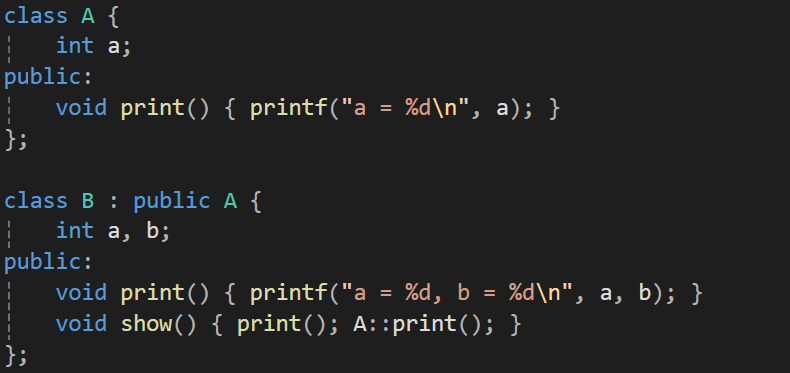 class A {
    int a;
public:
    void print() { printf("a = %d\n", a); }
};

class B : public A {
    int a, b;
public:
    void print() { printf("a = %d, b = %d\n", a, b); }
    void show() { print(); A::print(); }
};